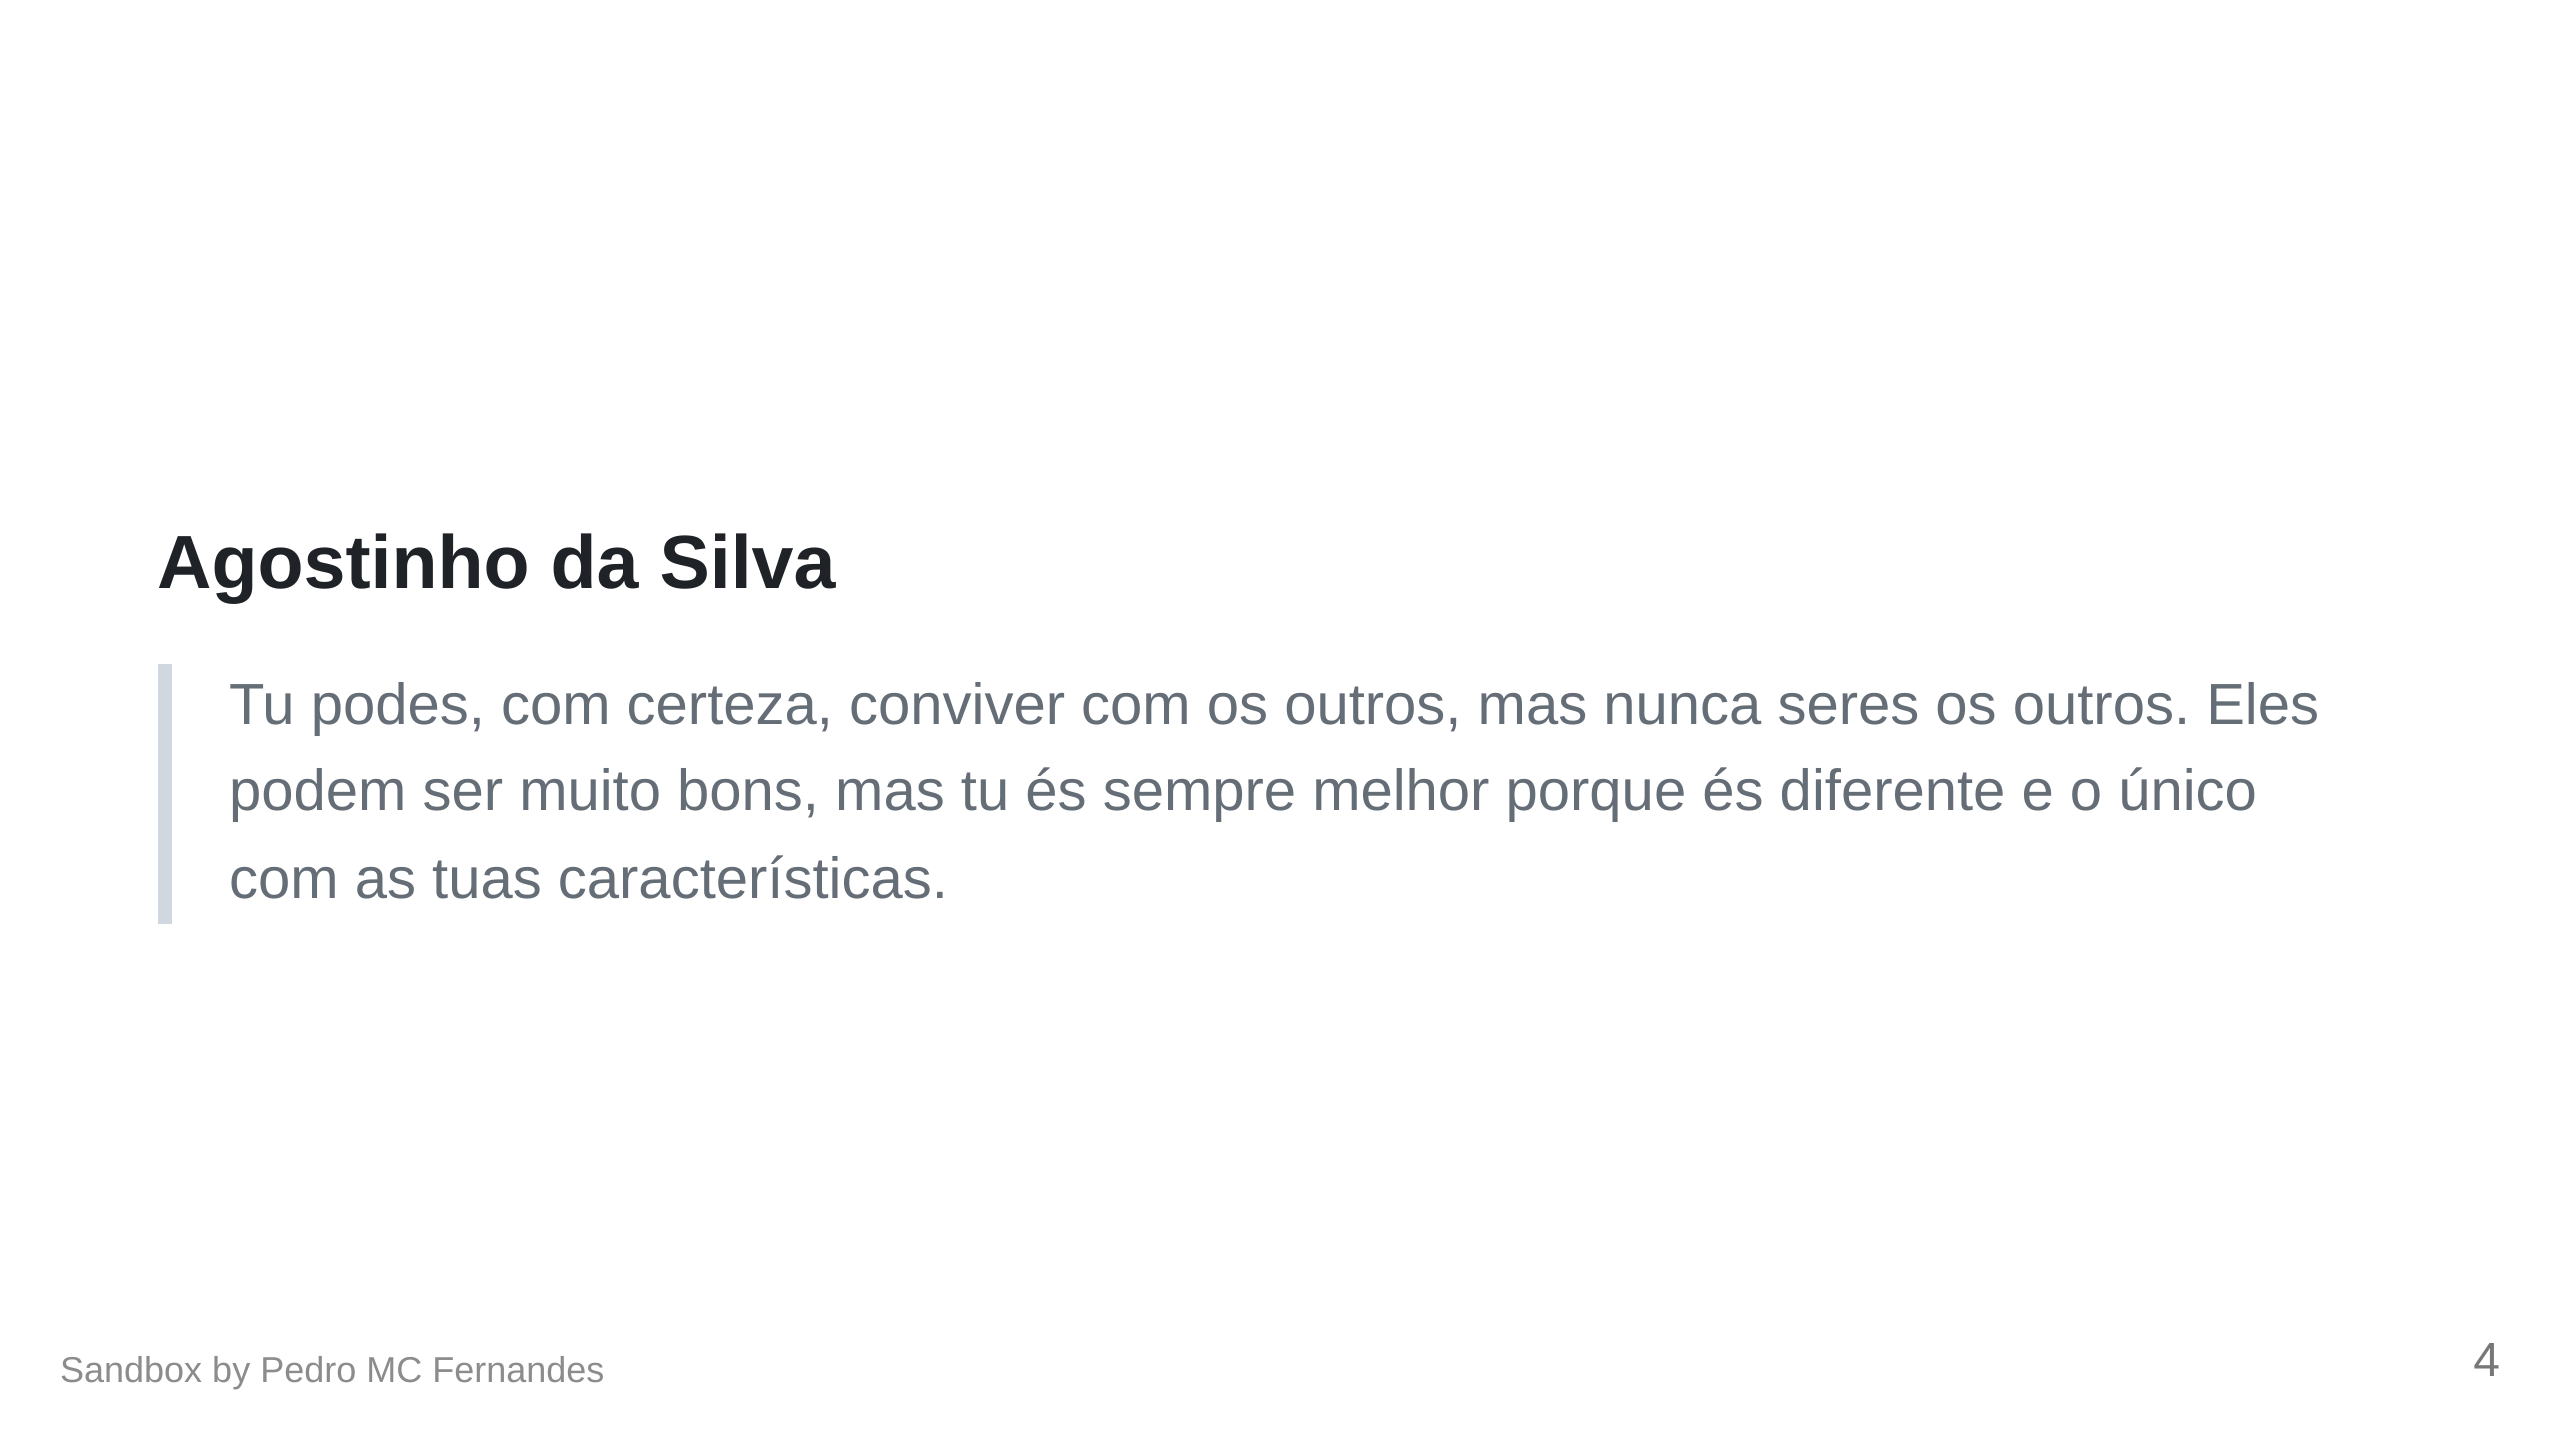 Agostinho da Silva
Tu podes, com certeza, conviver com os outros, mas nunca seres os outros. Eles
podem ser muito bons, mas tu és sempre melhor porque és diferente e o único
com as tuas características.
Sandbox by Pedro MC Fernandes
4